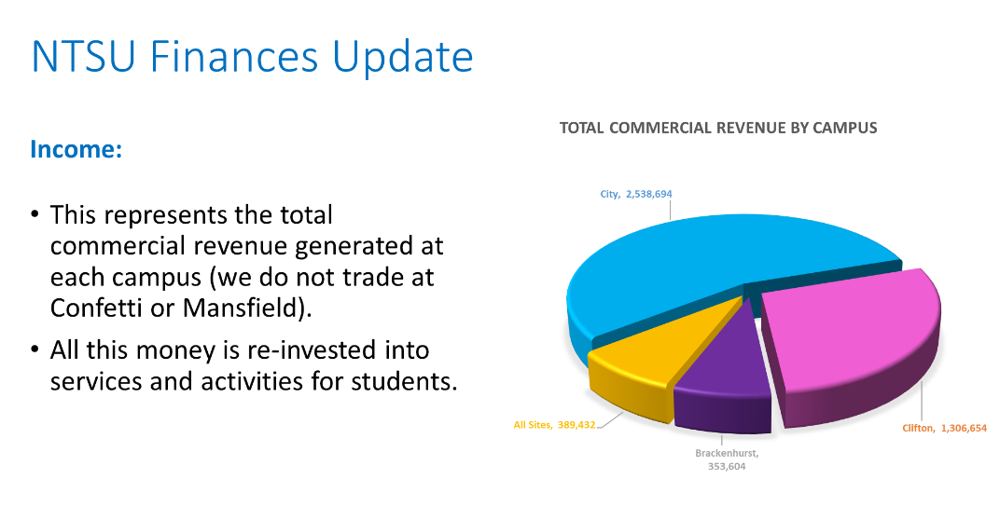 NTSU Finances Update
Income:
• This represents the total
commercial revenue generated at
each campus (we do not trade at
Confetti or Mansfield).
• All this money is re-invested into
services and activities for students.
TOTAL COMMERCIAL REVENUE BY CAMPUS
City, 2,538,694
Clifton, 1,306,654
Brackenhurst,
353,604
All Sites, 389,432